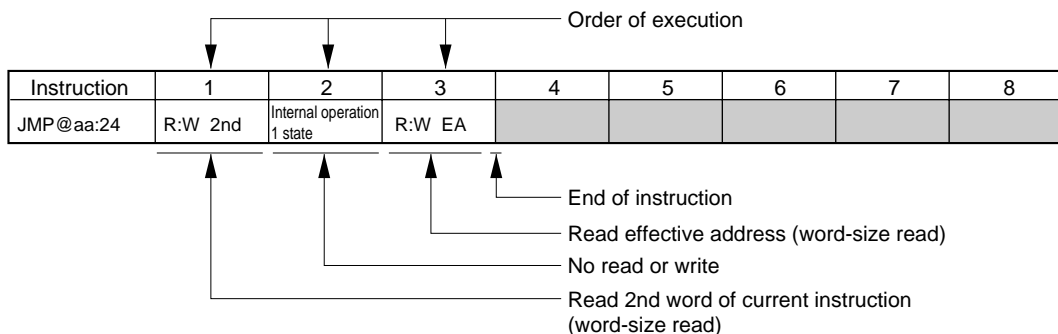 Order of execution
Instruction 1 2 3 4 5 6 7 8
JMP@aa:24 R:W 2nd Internal operation R:W EA
1 state
End of instruction
Read effective address (word-size read)
No read or write
Read 2nd word of current instruction
(word-size read)